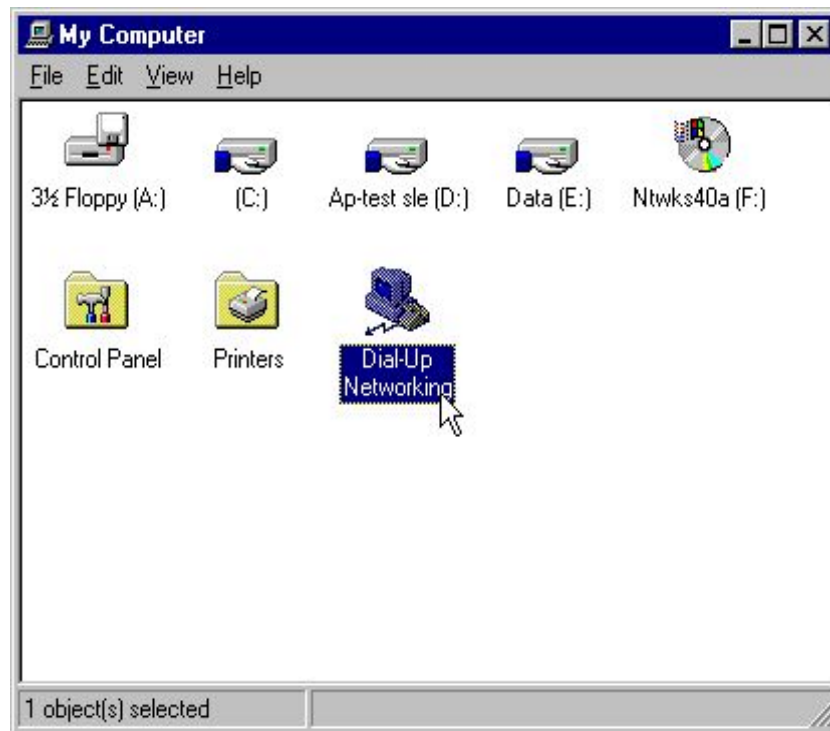 My Computer
File Edit View Help
3½ Floppy (A:) (C:) Ap-test sle (D:) Data (E:) Ntwks40a (F:)
Control Panel Printers Dial-Up
Networking
1 object(s) selected